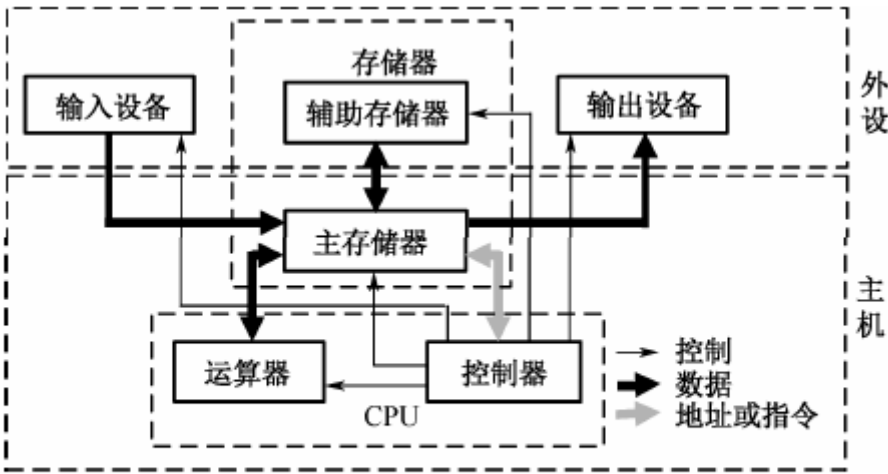 存储器
输入设备
辅助存储器
输出设备
外设
主存储器
主机
运算器
控制器
CPU
控制
数据
地址或指令